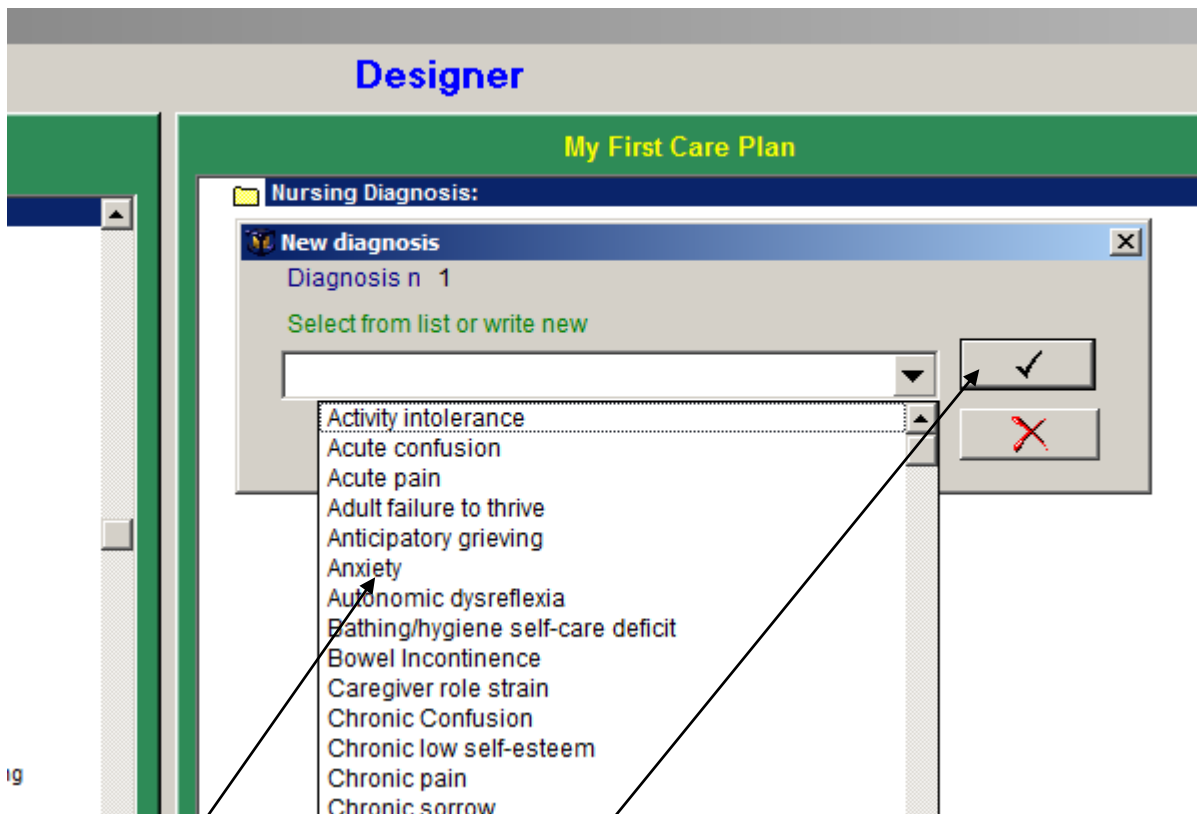 Designer
My First Care Plan
Nursing Diagnosis:
New diagnosis
Diagnosis n 1
Select from list or write new
Activity intolerance
Acute confusion
Acute pain
Adult failure to thrive
Anticipatory grieving
Anxiety
Autonomic dysreflexia
Bathing/hygiene self-care deficit
Bowel Incontinence
Caregiver role strain
Chronic Confusion
Chronic low self-esteem
Chronic pain
Chronic sorrow